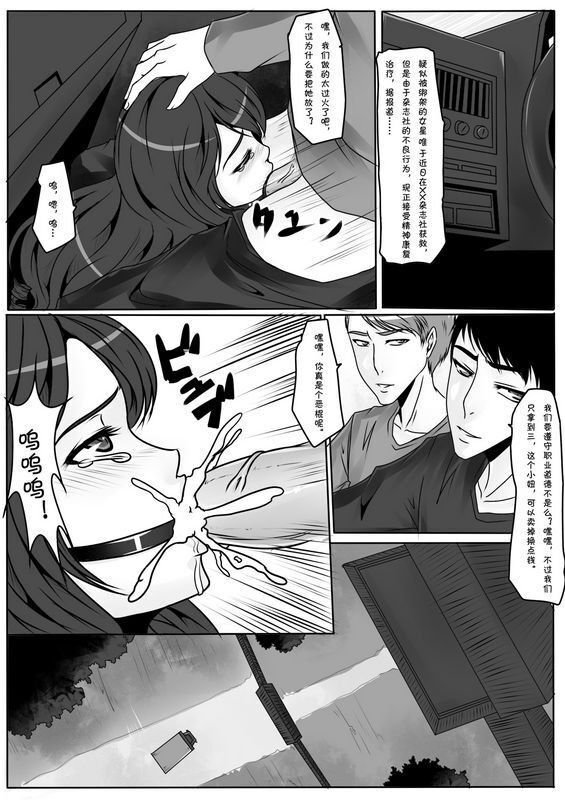 疑似被绑架的女星唯于近日在XX杂志社获救，
但是由于杂志社的不良行为，现正接受精神康复
治疗，据报道……
嘿，我们做的
太过火了吧，
不过为什么要把她放了？
呜，嗯，呜…
我们要遵守职业道德不是么？嘿嘿，不过我们
只拿到三，这个小妞，可以卖掉换点钱。
嘿嘿，你真是个恶棍呢。
ビュズ
呜呜呜！